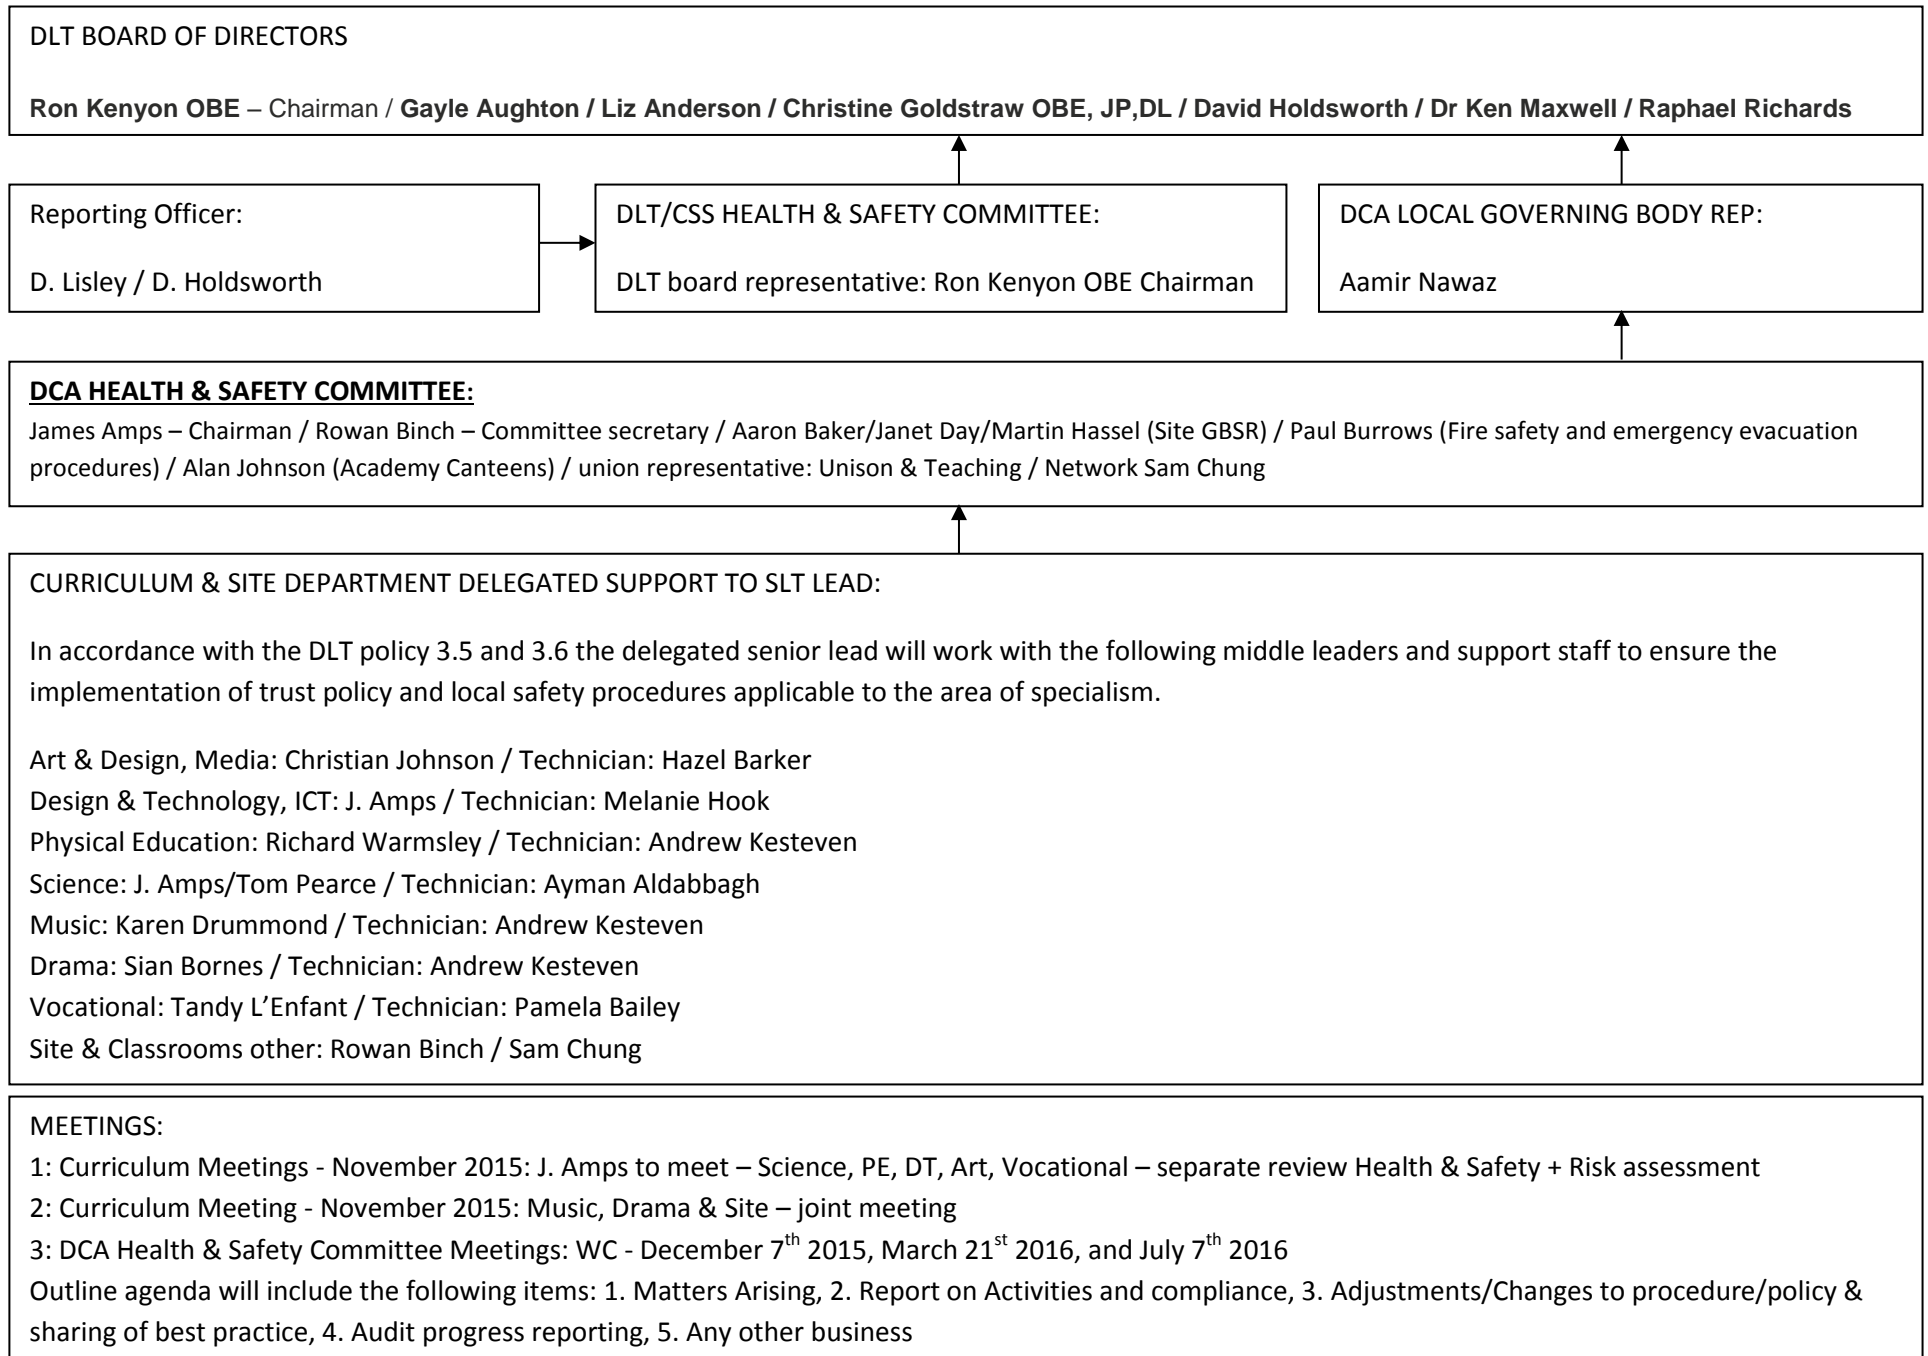 DLT BOARD OF DIRECTORS
Ron Kenyon OBE – Chairman / Gayle Aughton / Liz Anderson / Christine Goldstraw OBE, JP,DL / David Holdsworth / Dr Ken Maxwell / Raphael Richards
Reporting Officer:
D. Lisley / D. Holdsworth
DLT/CSS HEALTH & SAFETY COMMITTEE:
DLT board representative: Ron Kenyon OBE Chairman
DCA LOCAL GOVERNING BODY REP:
Aamir Nawaz
DCA HEALTH & SAFETY COMMITTEE:
James Amps – Chairman / Rowan Binch – Committee secretary / Aaron Baker/Janet Day/Martin Hassel (Site GBSR) / Paul Burrows (Fire safety and emergency evacuation
procedures) / Alan Johnson (Academy Canteens) / union representative: Unison & Teaching / Network Sam Chung
CURRICULUM & SITE DEPARTMENT DELEGATED SUPPORT TO SLT LEAD:
In accordance with the DLT policy 3.5 and 3.6 the delegated senior lead will work with the following middle leaders and support staff to ensure the
implementation of trust policy and local safety procedures applicable to the area of specialism.
Art & Design, Media: Christian Johnson / Technician: Hazel Barker
Design & Technology, ICT: J. Amps / Technician: Melanie Hook
Physical Education: Richard Warmsley / Technician: Andrew Kesteven
Science: J. Amps/Tom Pearce / Technician: Ayman Aldabbagh
Music: Karen Drummond / Technician: Andrew Kesteven
Drama: Sian Bornes / Technician: Andrew Kesteven
Vocational: Tandy L’Enfant / Technician: Pamela Bailey
Site & Classrooms other: Rowan Binch / Sam Chung
MEETINGS:
1: Curriculum Meetings - November 2015: J. Amps to meet – Science, PE, DT, Art, Vocational – separate review Health & Safety + Risk assessment
2: Curriculum Meeting - November 2015: Music, Drama & Site – joint meeting
3: DCA Health & Safety Committee Meetings: WC - December 7th 2015, March 21st 2016, and July 7th 2016
Outline agenda will include the following items: 1. Matters Arising, 2. Report on Activities and compliance, 3. Adjustments/Changes to procedure/policy &
sharing of best practice, 4. Audit progress reporting, 5. Any other business